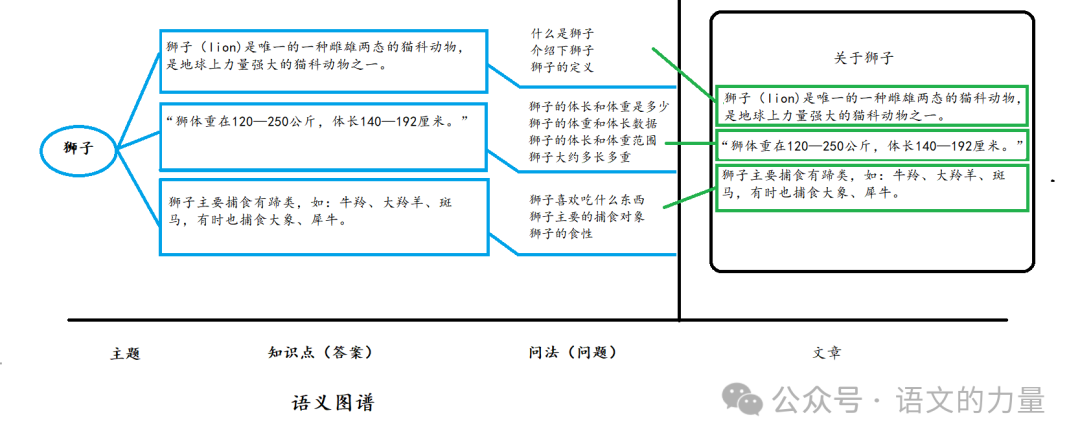 狮子
狮子（lion)是唯一的一种雌雄两态的猫科动物，
是地球上力量强大的猫科动物之一。
“狮体重在120—250公斤，体长140—192厘米。”
狮子主要捕食有蹄类，如：牛羚、大羚羊、斑
马，有时也捕食大象、犀牛。
什么是狮子
介绍下狮子
狮子的定义
狮子的体长和体重是多少
狮子的体重和体长数据
狮子的体长和体重范围
狮子大约多长多重
狮子喜欢吃什么东西
狮子主要的捕食对象
狮子的食性
关于狮子
狮子（lion)是唯一的一种雌雄两态的猫科动物，
是地球上力量强大的猫科动物之一。
“狮体重在120—250公斤，体长140—192厘米。”
狮子主要捕食有蹄类，如：牛羚、大羚羊、斑
马，有时也捕食大象、犀牛。
主题
知识点（答案）
问法（问题）
文章
语义图谱
公众号·语文的力量